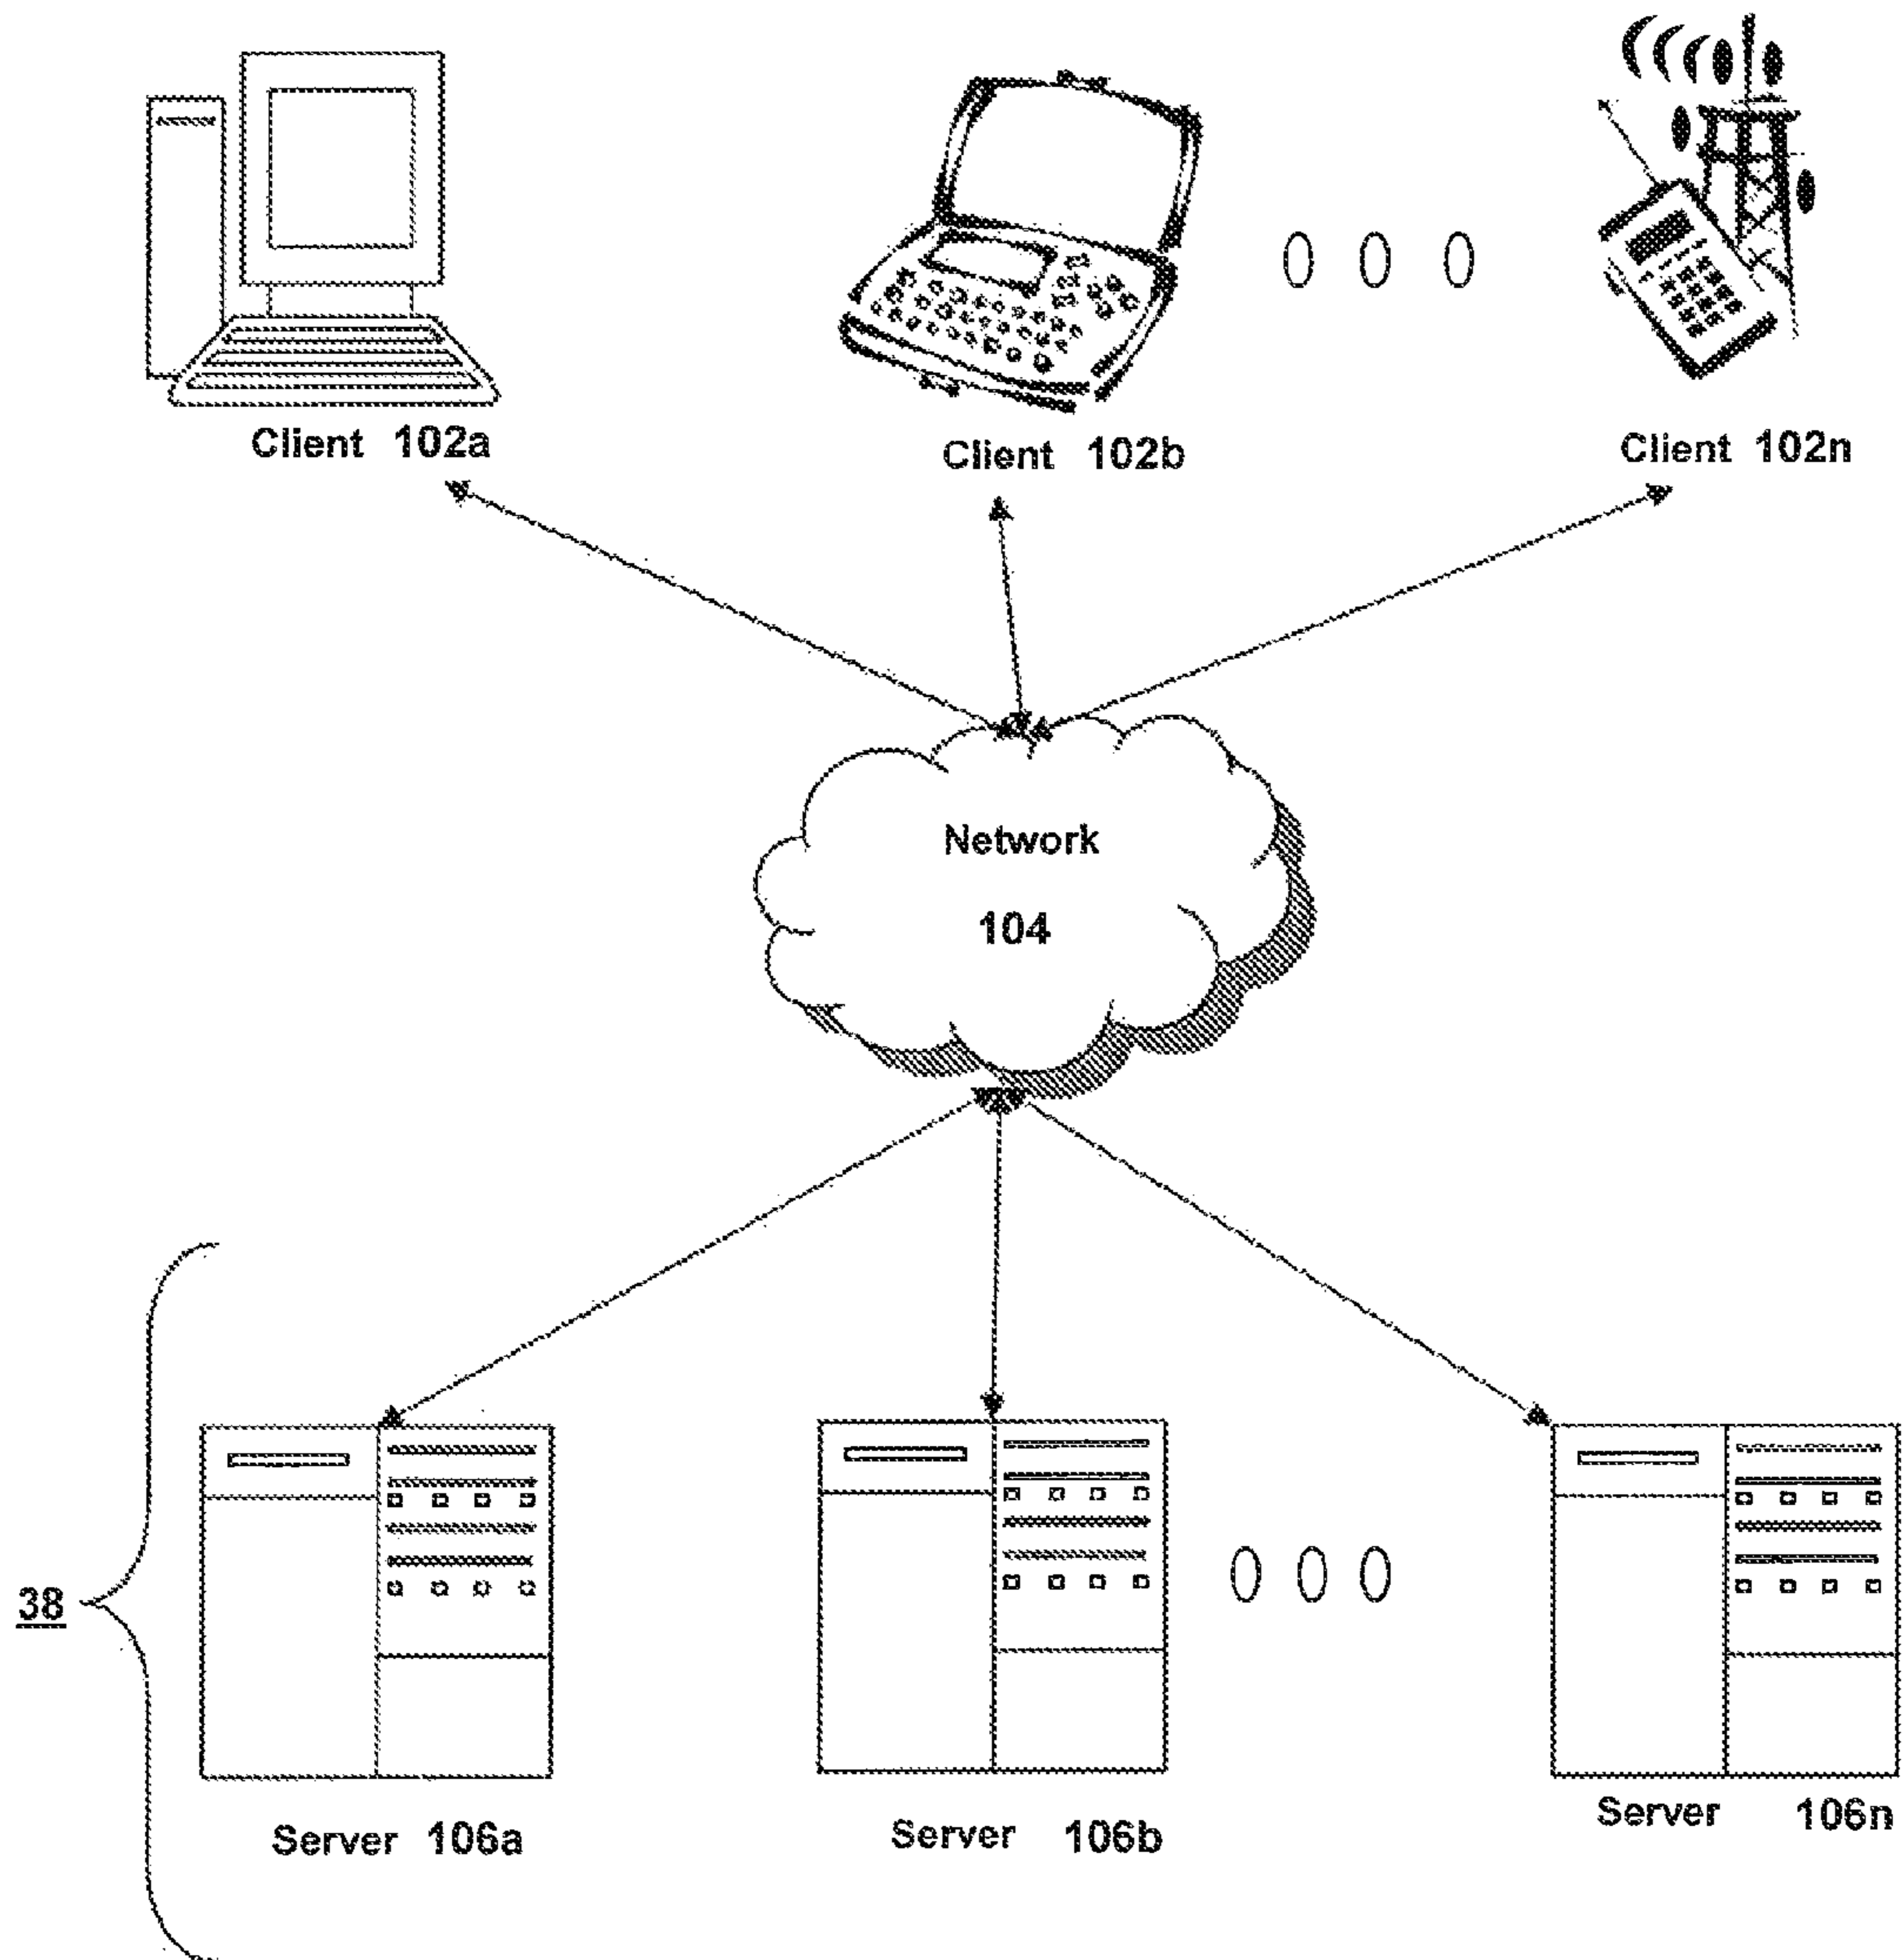 Client 102a
Client 102b
Client 102n
Network
104
38
Server 106a
Server 106b
Server 106n